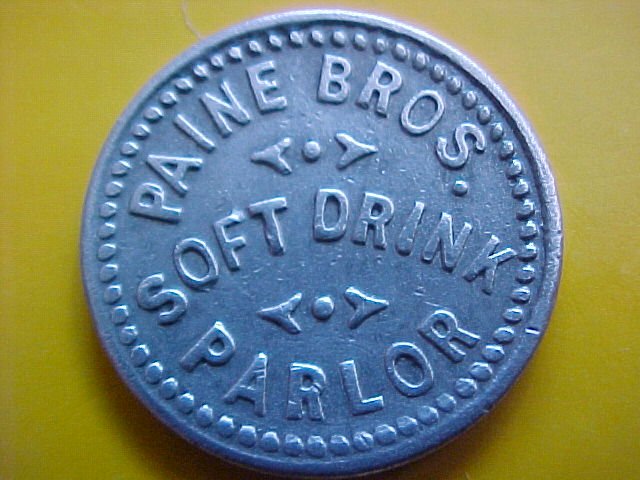 PAINE BROS.
SOFT DRINK
PARLOR